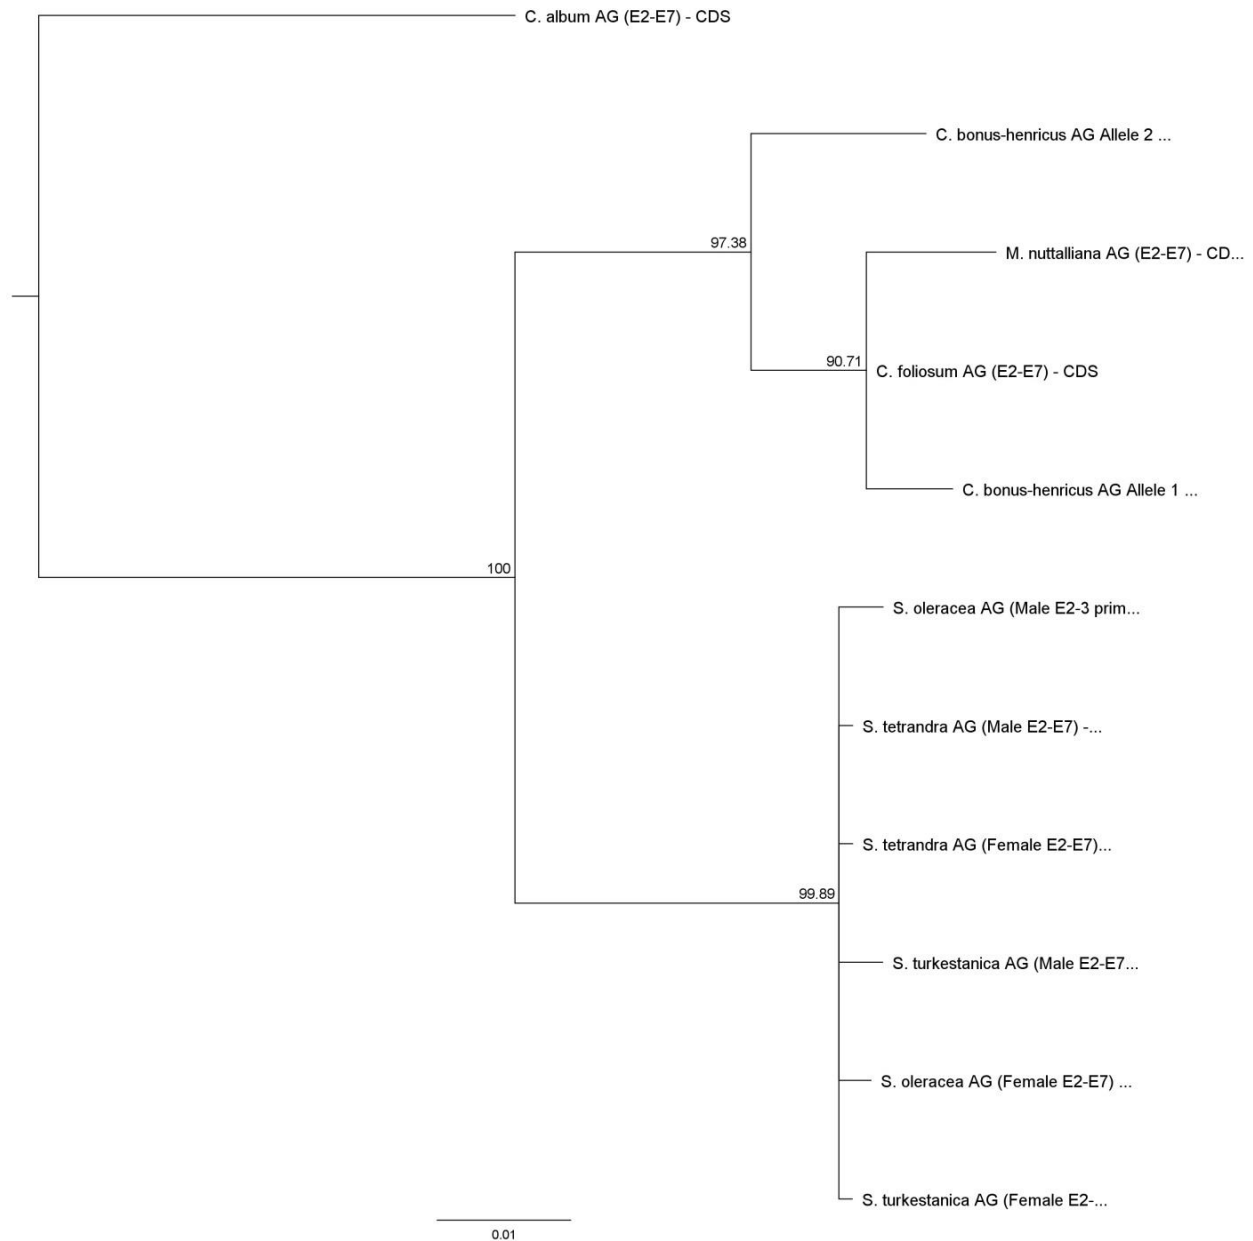 C. album AG (E2-E7) - CDS
C. bonus-henricus AG Allele 2 ...
97.38
M. nuttalliana AG (E2-E7) - CD...
90.71
C. foliosum AG (E2-E7) - CDS
C. bonus-henricus AG Allele 1 ...
100
S. oleracea AG (Male E2-3 prim...
S. tetrandra AG (Male E2-E7) -...
S. tetrandra AG (Female E2-E7)...
99.89
S. turkestanica AG (Male E2-E7...
S. oleracea AG (Female E2-E7) ...
S. turkestanica AG (Female E2-...
0.01